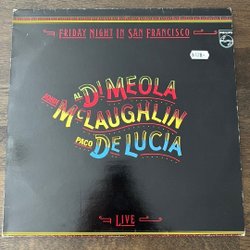 FRIDAY NIGHT IN SAN FRANCISCO
PHILIPS
AL DI MEOLA
JOHN McLAUGHLIN
PACO DE LUCIA
LIVE